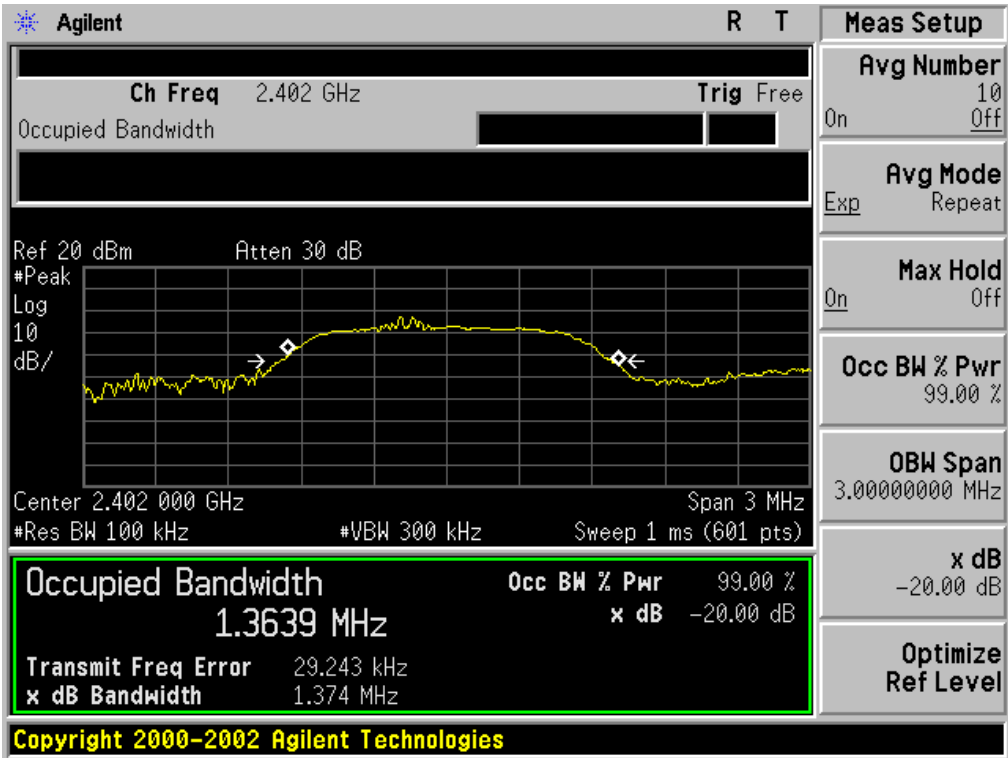 Agilent R T
Ch Freq 2.402 GHz Trig Free
Occupied Bandwidth
Ref 20 dBm Atten 30 dB
#Peak
Log
10
dB/
Center 2.402 000 GHz Span 3 MHz
#Res BW 100 kHz #VBW 300 kHz Sweep 1 ms (601 pts)
Occupied Bandwidth Occ BW % Pwr 99.00 %
1.3639 MHz x dB -20.00 dB
Transmit Freq Error 29.243 kHz
x dB Bandwidth 1.374 MHz
Copyright 2000-2002 Agilent Technologies
Meas Setup
Avg Number
10
On Off
Avg Mode
Exp Repeat
Max Hold
On Off
Occ BW % Pwr
99.00 %
OBW Span
3.00000000 MHz
x dB
-20.00 dB
Optimize
Ref Level